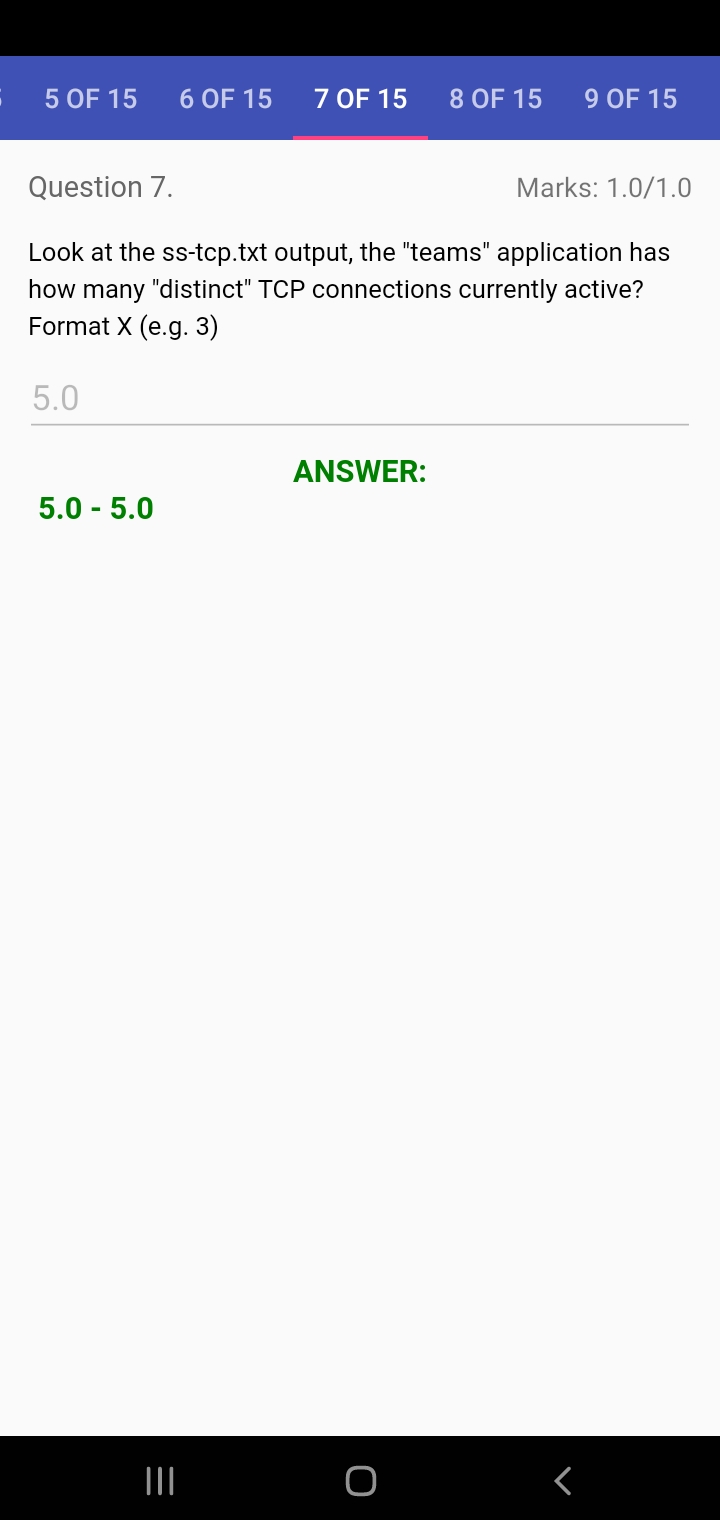 5 OF 15 6 OF 15 7 OF 15 8 OF 15 9 OF 15
Question 7. Marks: 1.0/1.0
Look at the ss-tcp.txt output, the "teams" application has
how many "distinct" TCP connections currently active?
Format X (e.g. 3)
5.0
ANSWER:
5.0 - 5.0